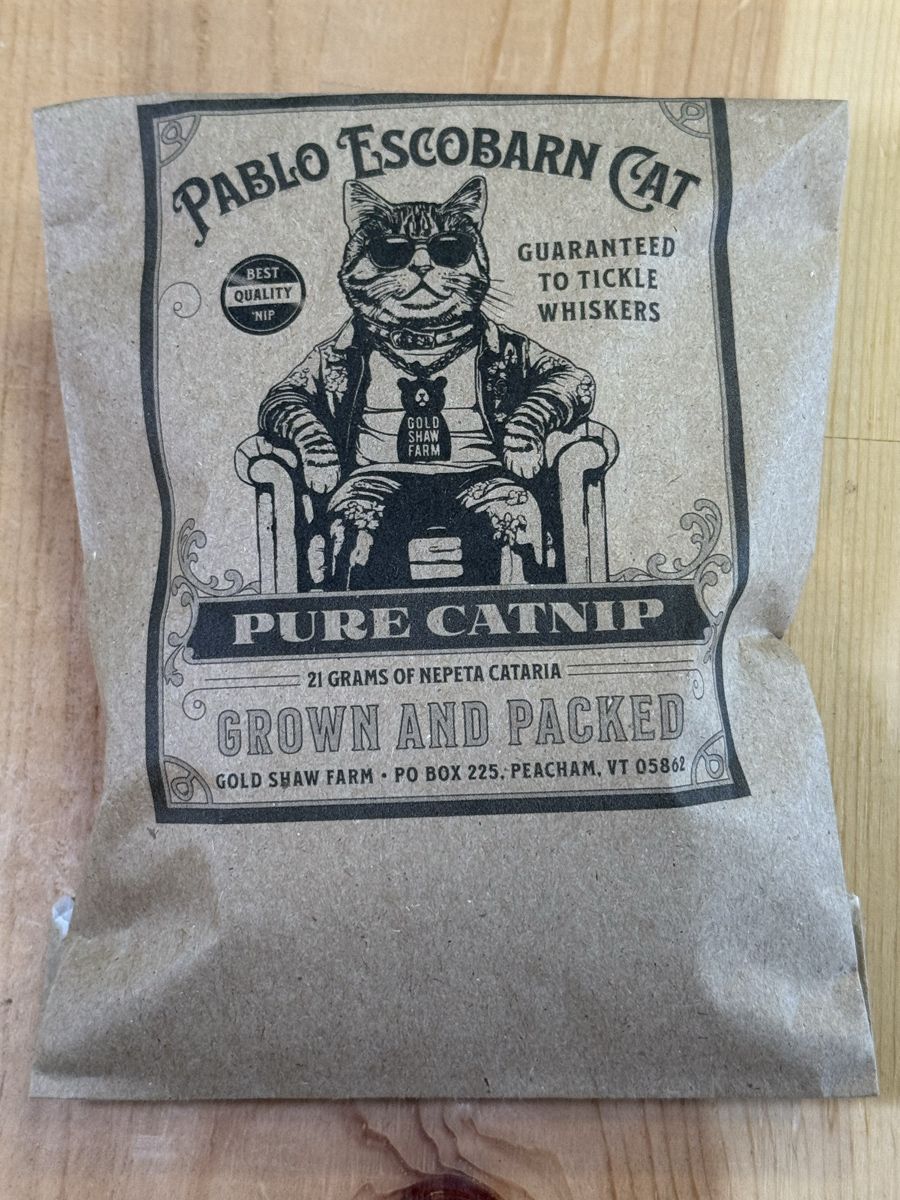 PABLO ESCOBARN CAT
BEST
QUALITY
'NIP
GUARANTEED
TO TICKLE
WHISKERS
GOLD
SHAW
FARM
PURE CATNIP
21 GRAMS OF NEPETA CATARIA
GROWN AND PACKED
GOLD SHAW FARM • PO BOX 225, PEACHAM, VT 05862